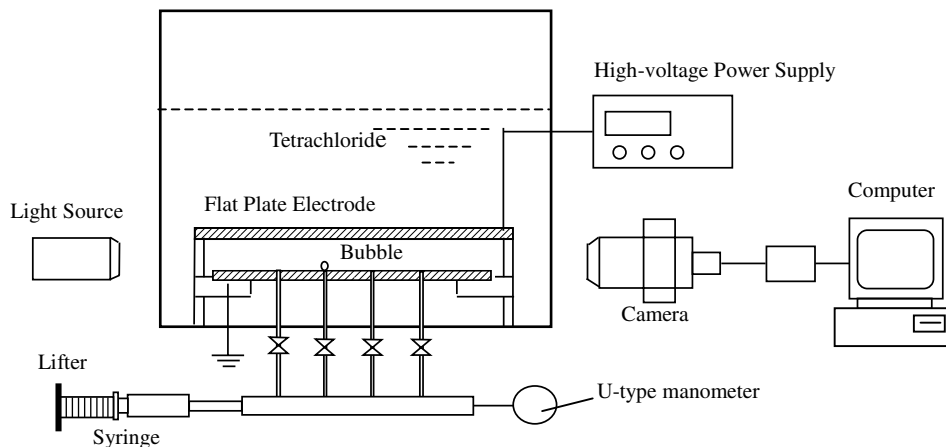 High-voltage Power Supply
Tetrachloride
Computer
Flat Plate Electrode
Light Source
Bubble
Camera
Lifter
U-type manometer
Syringe